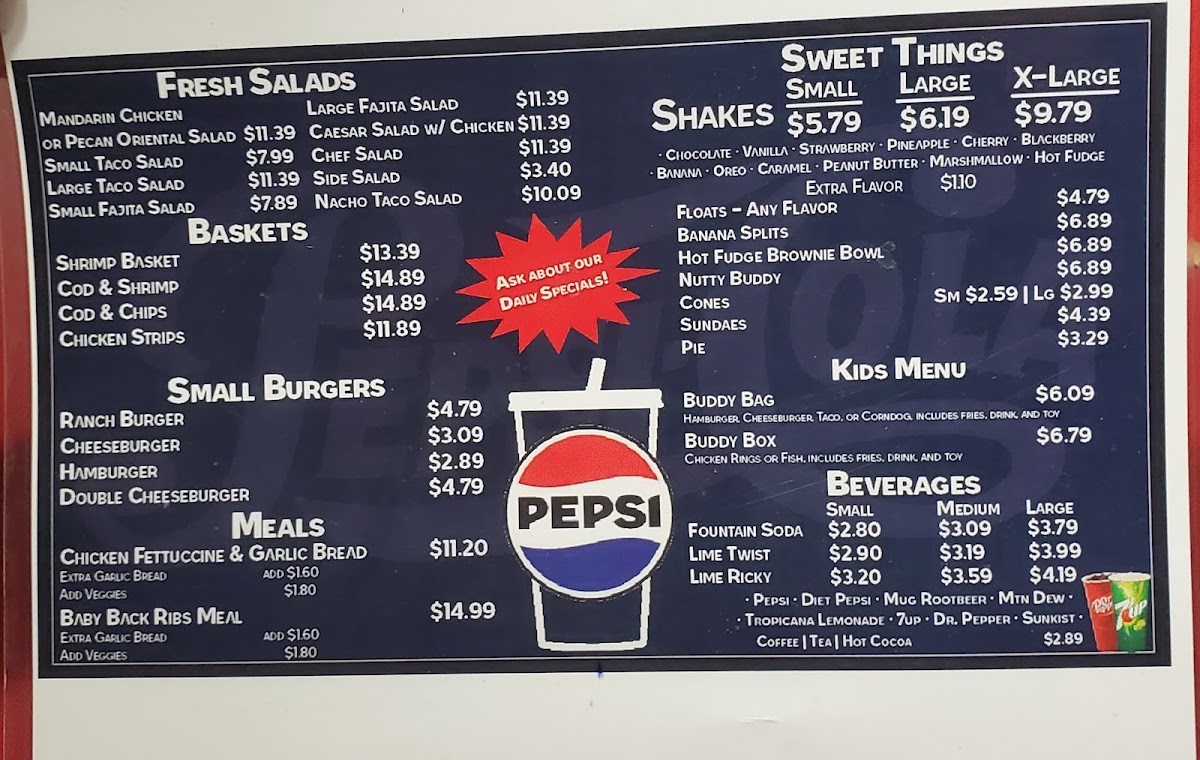 FRESH SALADS
MANDARIN CHICKEN
OR PECAN ORIENTAL SALAD $11.39
SMALL TACO SALAD $7.99
LARGE TACO SALAD $11.39
SMALL FAJITA SALAD $7.89
LARGE FAJITA SALAD $11.39
CAESAR SALAD W/ CHICKEN $11.39
CHEF SALAD $11.39
SIDE SALAD $3.40
NACHO TACO SALAD $10.09
BASKETS
SHRIMP BASKET $13.39
COD & SHRIMP $14.89
COD & CHIPS $14.89
CHICKEN STRIPS $11.89
ASK ABOUT OUR
DAILY SPECIALS!
SMALL BURGERS
RANCH BURGER $4.79
CHEESEBURGER $3.09
HAMBURGER $2.89
DOUBLE CHEESEBURGER $4.79
MEALS
CHICKEN FETTUCCINE & GARLIC BREAD $11.20
EXTRA GARLIC BREAD ADD $1.60
ADD VEGGIES $1.80
BABY BACK RIBS MEAL $14.99
EXTRA GARLIC BREAD ADD $1.60
ADD VEGGIES $1.80
PEPSI
SWEET THINGS
SMALL LARGE X-LARGE
SHAKES $5.79 $6.19 $9.79
· CHOCOLATE · VANILLA · STRAWBERRY · PINEAPPLE · CHERRY · BLACKBERRY
· BANANA · OREO · CARAMEL · PEANUT BUTTER · MARSHMALLOW · HOT FUDGE
EXTRA FLAVOR $1.10
FLOATS – ANY FLAVOR $4.79
BANANA SPLITS $6.89
HOT FUDGE BROWNIE BOWL $6.89
NUTTY BUDDY $6.89
CONES SM $2.59 | LG $2.99
SUNDAES $4.39
PIE $3.29
KIDS MENU
BUDDY BAG $6.09
HAMBURGER, CHEESEBURGER, TACO, OR CORNDOG, INCLUDES FRIES, DRINK, AND TOY
BUDDY BOX $6.79
CHICKEN RINGS OR FISH, INCLUDES FRIES, DRINK, AND TOY
BEVERAGES
SMALL MEDIUM LARGE
FOUNTAIN SODA $2.80 $3.09 $3.79
LIME TWIST $2.90 $3.19 $3.99
LIME RICKY $3.20 $3.59 $4.19
· PEPSI · DIET PEPSI · MUG ROOTBEER · MTN DEW ·
· TROPICANA LEMONADE · 7UP · DR. PEPPER · SUNKIST ·
COFFEE | TEA | HOT COCOA $2.89
7UP